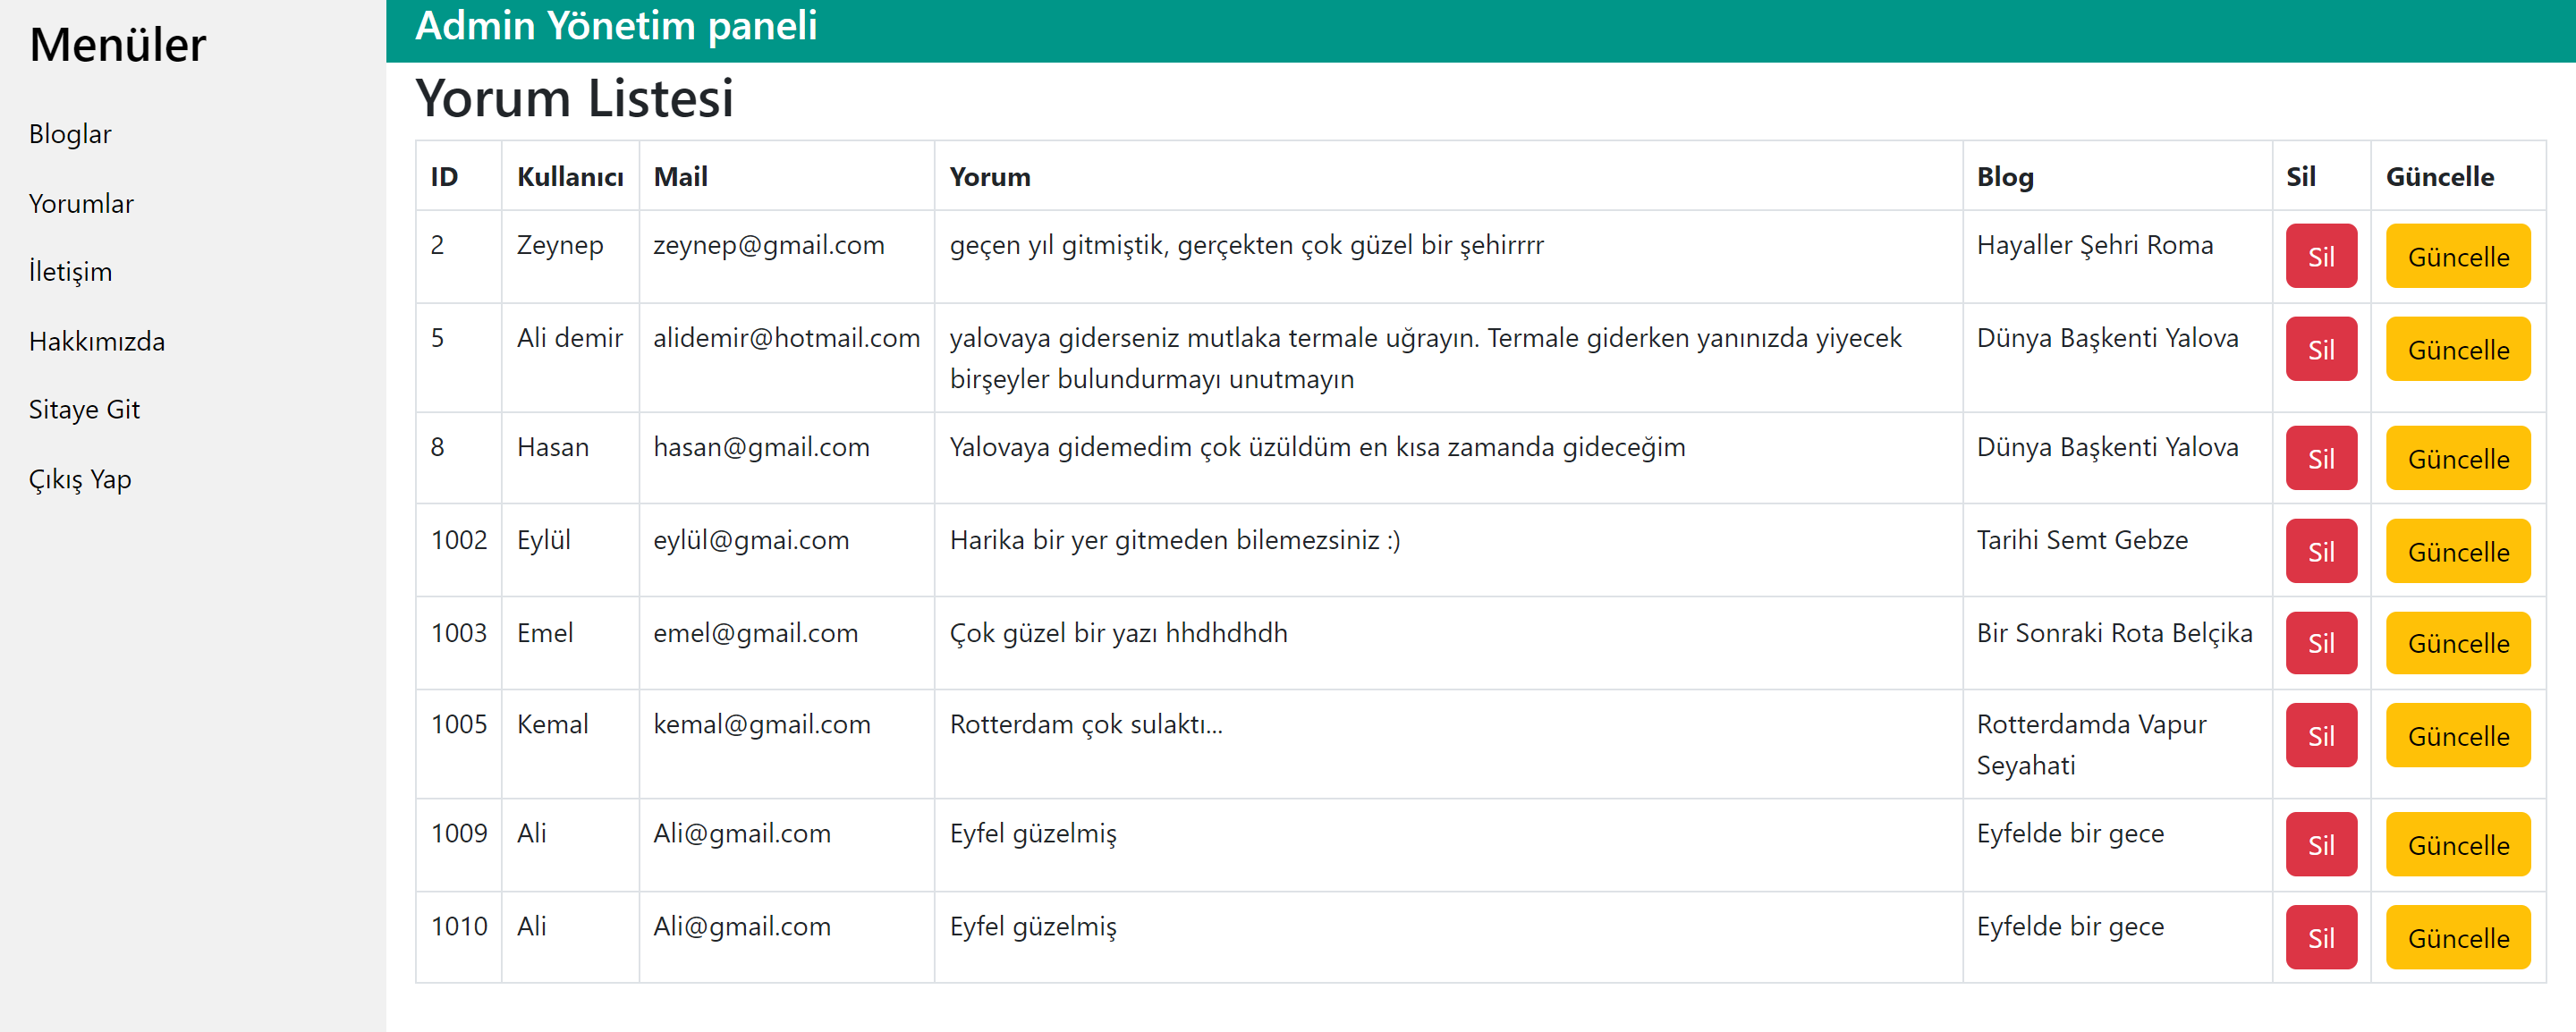 Menüler
Bloglar
Yorumlar
İletişim
Hakkımızda
Sitaye Git
Çıkış Yap
Admin Yönetim paneli
Yorum Listesi
ID Kullanıcı Mail Yorum Blog Sil Güncelle
2 Zeynep zeynep@gmail.com geçen yıl gitmiştik, gerçekten çok güzel bir şehirrrr Hayaller Şehri Roma Sil Güncelle
5 Ali demir alidemir@hotmail.com yalovaya giderseniz mutlaka termale uğrayın. Termale giderken yanınızda yiyecek Dünya Başkenti Yalova Sil Güncelle
birşeyler bulundurmayı unutmayın
8 Hasan hasan@gmail.com Yalovaya gidemedim çok üzüldüm en kısa zamanda gideceğim Dünya Başkenti Yalova Sil Güncelle
1002 Eylül eylül@gmai.com Harika bir yer gitmeden bilemezsiniz :) Tarihi Semt Gebze Sil Güncelle
1003 Emel emel@gmail.com Çok güzel bir yazı hhdhdhdh Bir Sonraki Rota Belçika Sil Güncelle
1005 Kemal kemal@gmail.com Rotterdam çok sulaktı... Rotterdamda Vapur Sil Güncelle
Seyahati
1009 Ali Ali@gmail.com Eyfel güzelmiş Eyfelde bir gece Sil Güncelle
1010 Ali Ali@gmail.com Eyfel güzelmiş Eyfelde bir gece Sil Güncelle